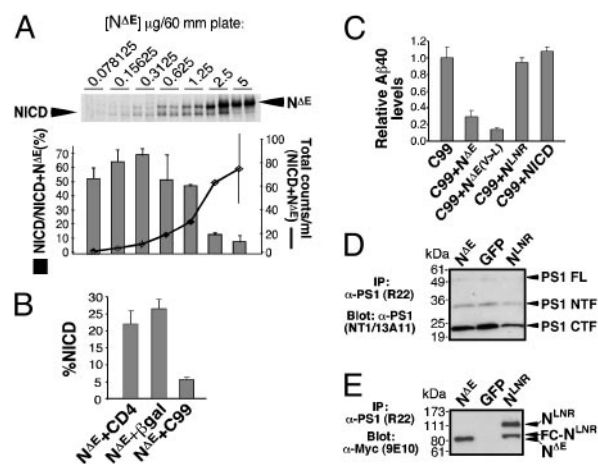 A
[N^ΔE] μg/60 mm plate:
0.078125 0.15625 0.3125 0.625 1.25 2.5 5
NICD
N^ΔE
NICD/NICD+N^ΔE(%)
70
60
50
40
30
20
10
0
100
80
60
40
20
0
Total counts/ml
(NICD+N^ΔE)
B
%NICD
30
25
20
15
10
5
0
N^ΔE+CD4 N^ΔE+βgal N^ΔE+C99
C
Relative Aβ40
levels
1.2
1.0
0.8
0.6
0.4
0.2
0.0
C99 C99+N^ΔE C99+N^ΔE(V>L) C99+N^LNR C99+NICD
D
kDa N^ΔE GFP N^LNR
IP:
α-PS1 (R22)
Blot: α-PS1
(NT1/13A11)
61
49
36
25
19
PS1 FL
PS1 NTF
PS1 CTF
E
kDa N^ΔE GFP N^LNR
IP:
α-PS1 (R22)
Blot:
α-Myc (9E10)
173
111
80
61
N^LNR
FC-N^LNR
N^ΔE